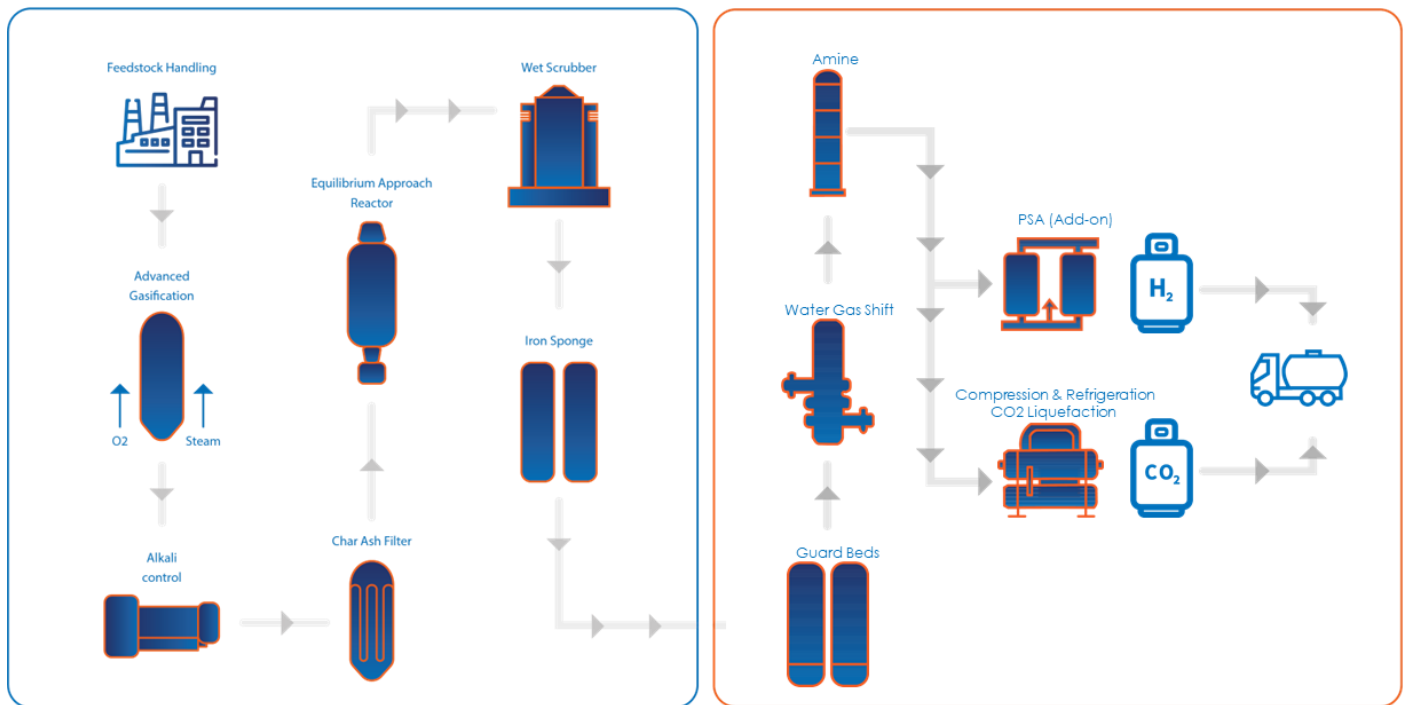 Feedstock Handling
Advanced
Gasification
O2
Steam
Alkali
control
Char Ash Filter
Equilibrium Approach
Reactor
Wet Scrubber
Iron Sponge
Guard Beds
Water Gas Shift
Amine
PSA (Add-on)
H₂
Compression & Refrigeration
CO2 Liquefaction
CO₂